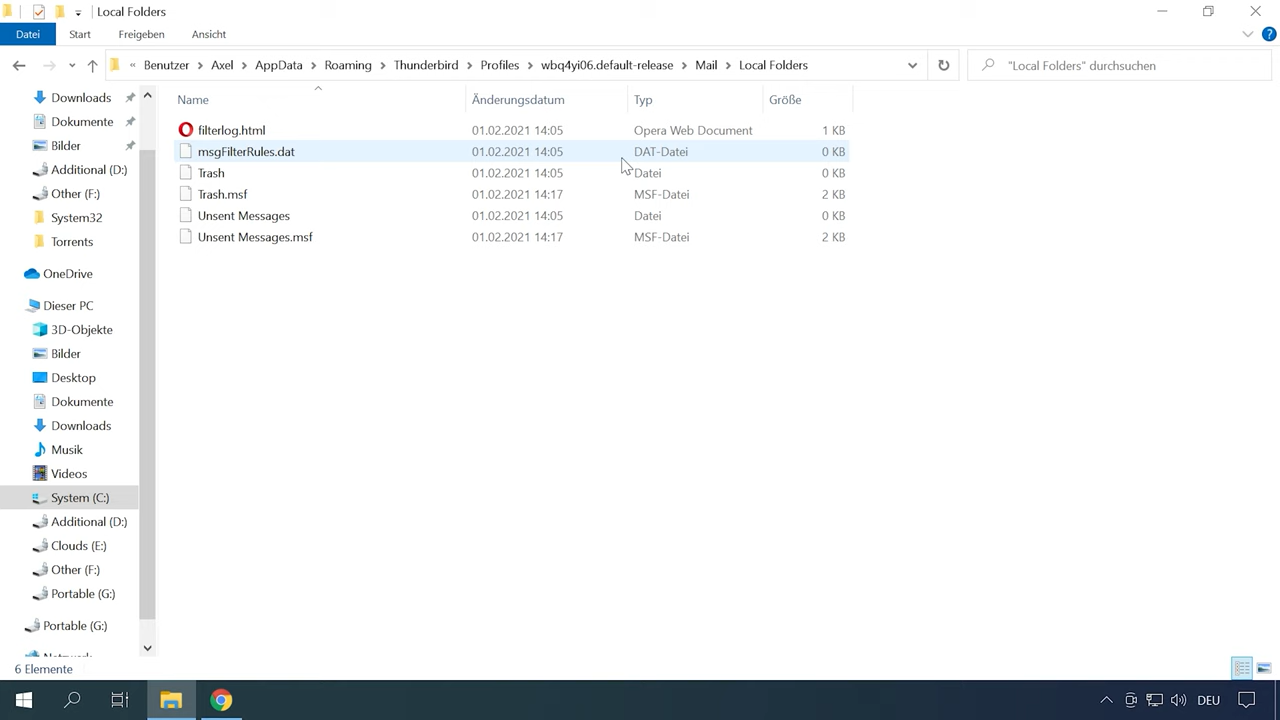 Local Folders
Datei Start Freigeben Ansicht
« Benutzer > Axel > AppData > Roaming > Thunderbird > Profiles > wbq4yi06.default-release > Mail > Local Folders
"Local Folders" durchsuchen
Downloads
Dokumente
Bilder
Additional (D:)
Other (F:)
System32
Torrents
OneDrive
Dieser PC
3D-Objekte
Bilder
Desktop
Dokumente
Downloads
Musik
Videos
System (C:)
Additional (D:)
Clouds (E:)
Other (F:)
Portable (G:)
Portable (G:)
Name Änderungsdatum Typ Größe
filterlog.html 01.02.2021 14:05 Opera Web Document 1 KB
msgFilterRules.dat 01.02.2021 14:05 DAT-Datei 0 KB
Trash 01.02.2021 14:05 Datei 0 KB
Trash.msf 01.02.2021 14:17 MSF-Datei 2 KB
Unsent Messages 01.02.2021 14:05 Datei 0 KB
Unsent Messages.msf 01.02.2021 14:17 MSF-Datei 2 KB
6 Elemente
DEU